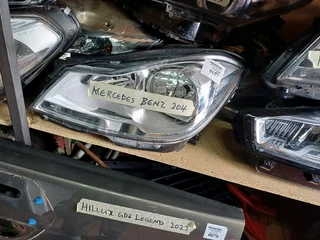 MERCEDES BENZ 204
HILLUX GD6 LEGEND 2023